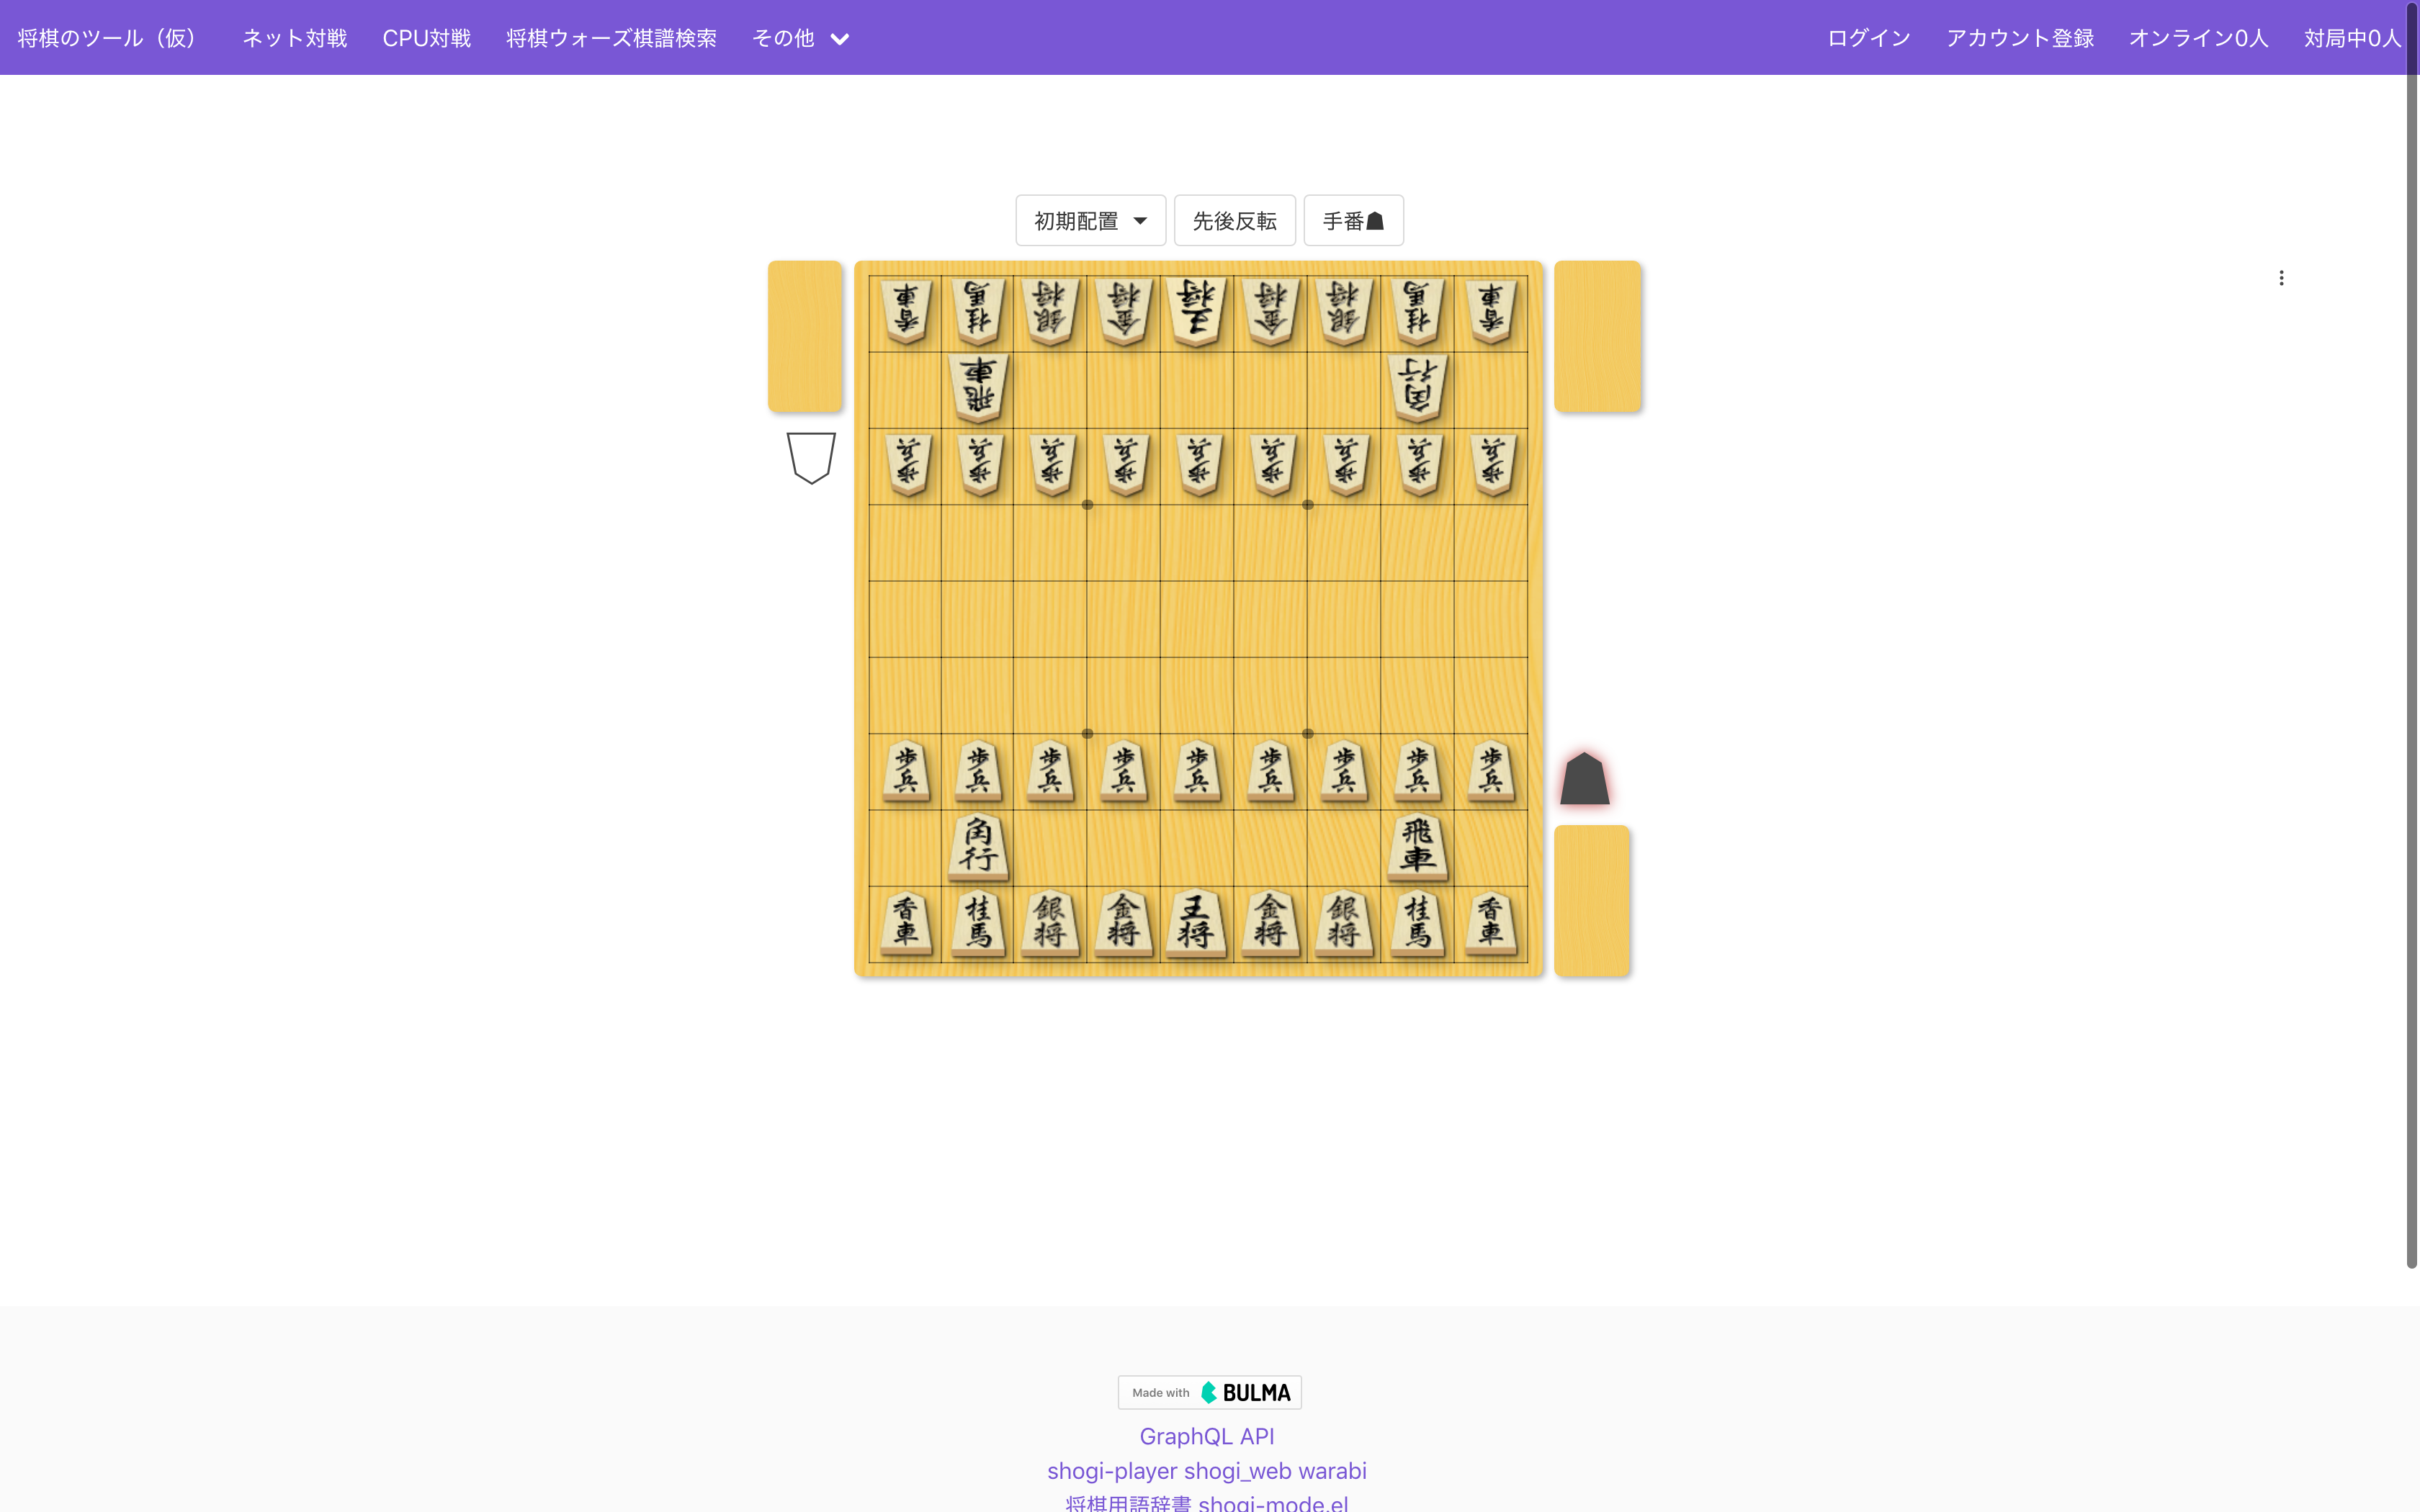 将棋のツール（仮） ネット対戦 CPU対戦 将棋ウォーズ棋譜検索 その他 ログイン アカウント登録 オンライン0人 対局中0人
初期配置 先後反転 手番
香車 桂馬 銀将 金将 王将 金将 銀将 桂馬 香車
飛車 角行
歩兵 歩兵 歩兵 歩兵 歩兵 歩兵 歩兵 歩兵 歩兵
歩兵 歩兵 歩兵 歩兵 歩兵 歩兵 歩兵 歩兵 歩兵
角行 飛車
香車 桂馬 銀将 金将 王将 金将 銀将 桂馬 香車
Made with BULMA
GraphQL API
shogi-player shogi_web warabi
将棋用語辞書 shogi-mode.el